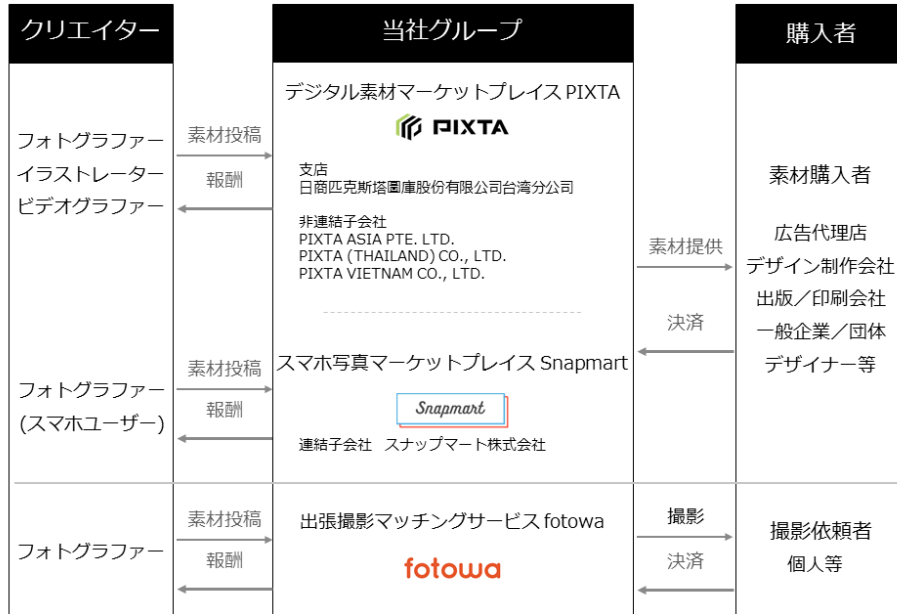 クリエイター
当社グループ
購入者
デジタル素材マーケットプレイス PIXTA
PIXTA
フォトグラファー
イラストレーター
ビデオグラファー
素材投稿
報酬
支店
日商匹克斯塔圖庫股份有限公司台湾分公司
非連結子会社
PIXTA ASIA PTE. LTD.
PIXTA (THAILAND) CO., LTD.
PIXTA VIETNAM CO., LTD.
素材提供
決済
素材購入者
広告代理店
デザイン制作会社
出版／印刷会社
一般企業／団体
デザイナー等
フォトグラファー
(スマホユーザー)
素材投稿
報酬
スマホ写真マーケットプレイス Snapmart
Snapmart
連結子会社 スナップマート株式会社
フォトグラファー
素材投稿
報酬
出張撮影マッチングサービス fotowa
fotowa
撮影
決済
撮影依頼者
個人等